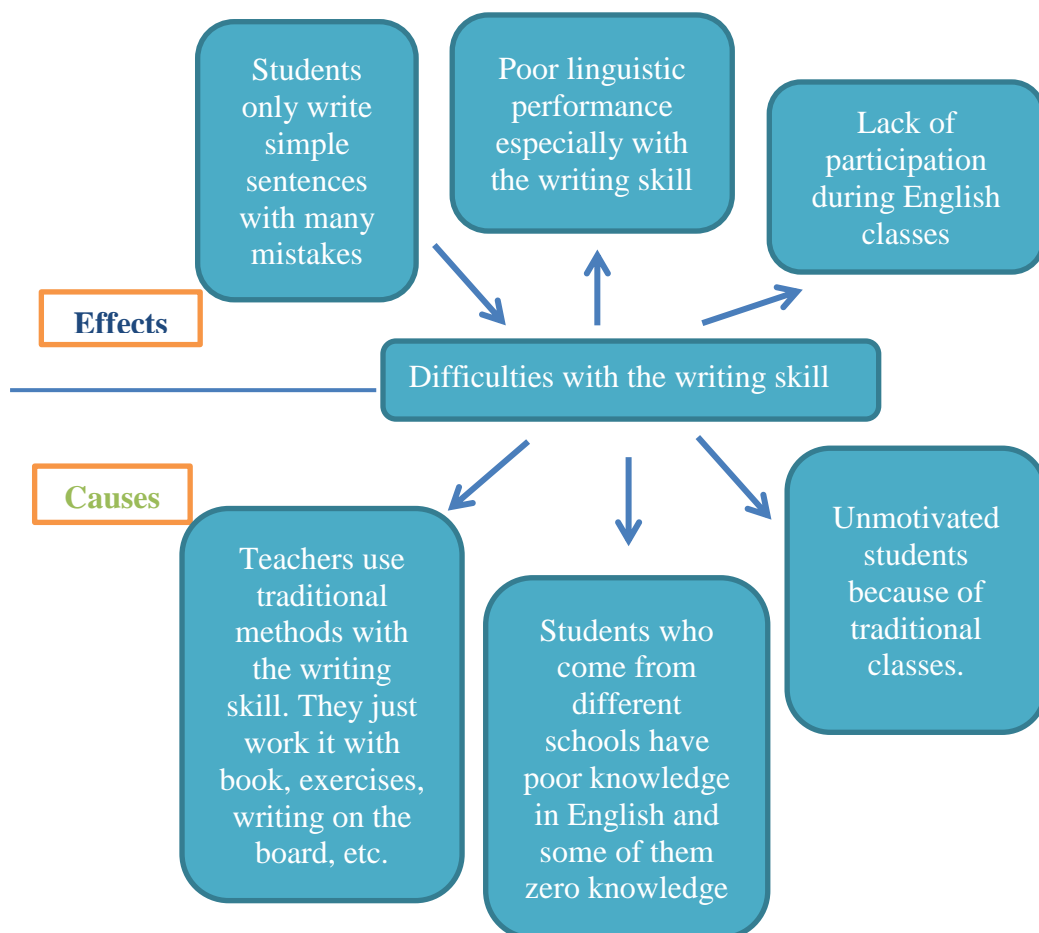 Students
only write
simple
sentences
with many
mistakes
Poor linguistic
performance
especially with
the writing skill
Lack of
participation
during English
classes
Effects
Difficulties with the writing skill
Causes
Teachers use
traditional
methods with
the writing
skill. They just
work it with
book, exercises,
writing on the
board, etc.
Students who
come from
different
schools have
poor knowledge
in English and
some of them
zero knowledge
Unmotivated
students
because of
traditional
classes.